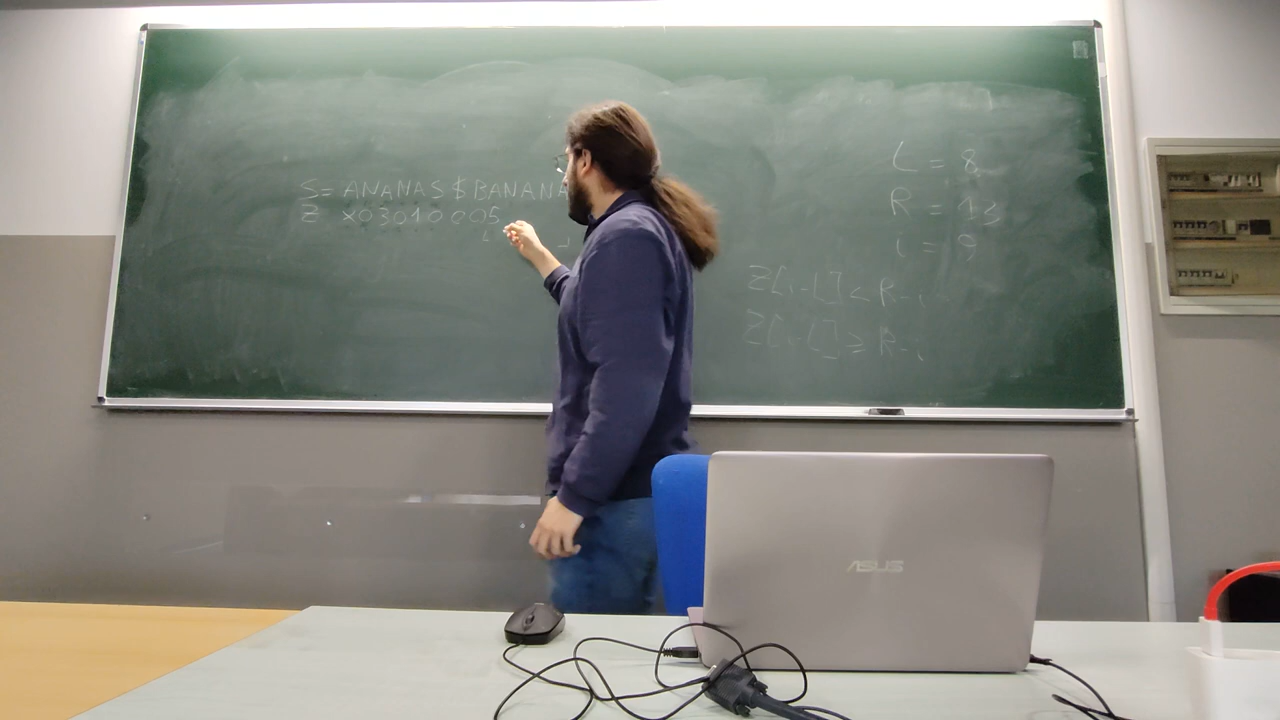 S= ANANAS$BANANA
Z x03010005
L = 8
R = 13
i = 9
Z[i-L] < R-i
Z[i-L] ≥ R-i
ASUS